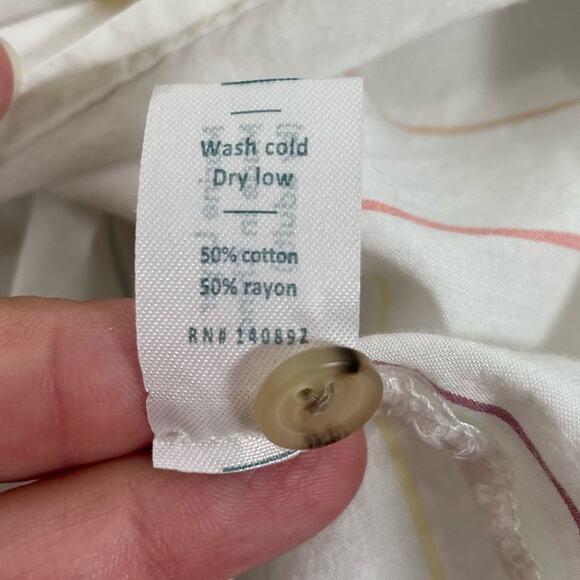 Wash cold
Dry low
50% cotton
50% rayon
RN# 140892